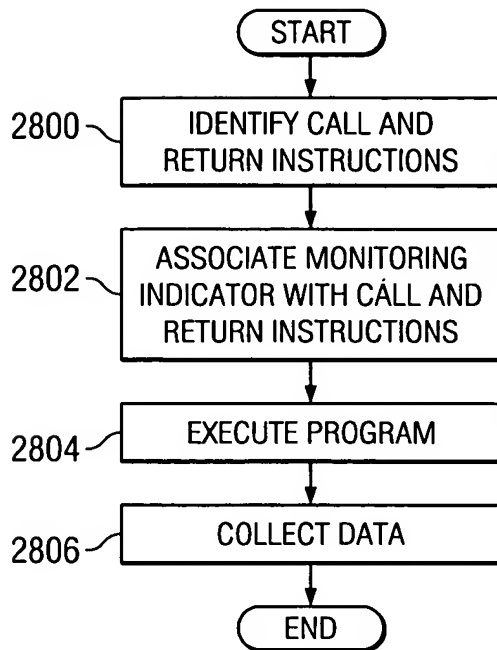 START
2800
IDENTIFY CALL AND
RETURN INSTRUCTIONS
2802
ASSOCIATE MONITORING
INDICATOR WITH CALL AND
RETURN INSTRUCTIONS
2804
EXECUTE PROGRAM
2806
COLLECT DATA
END